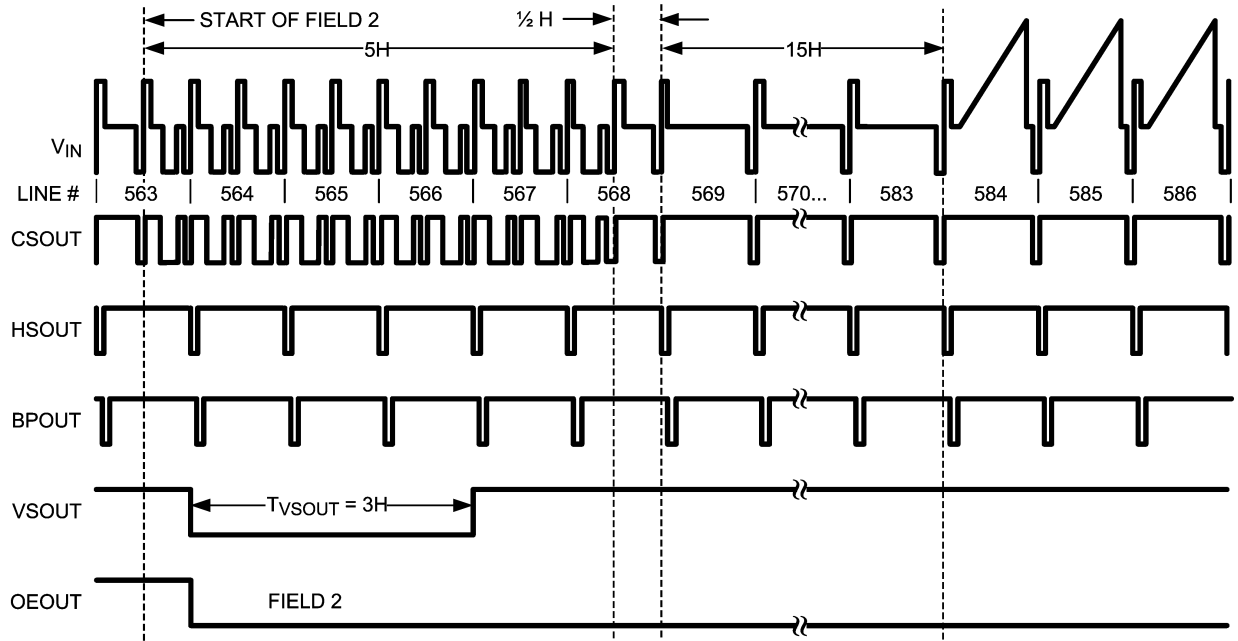 START OF FIELD 2
½ H
5H
15H
VIN
LINE # 563 564 565 566 567 568 569 570... 583 584 585 586
CSOUT
HSOUT
BPOUT
VSOUT
TVSOUT = 3H
OEOUT
FIELD 2